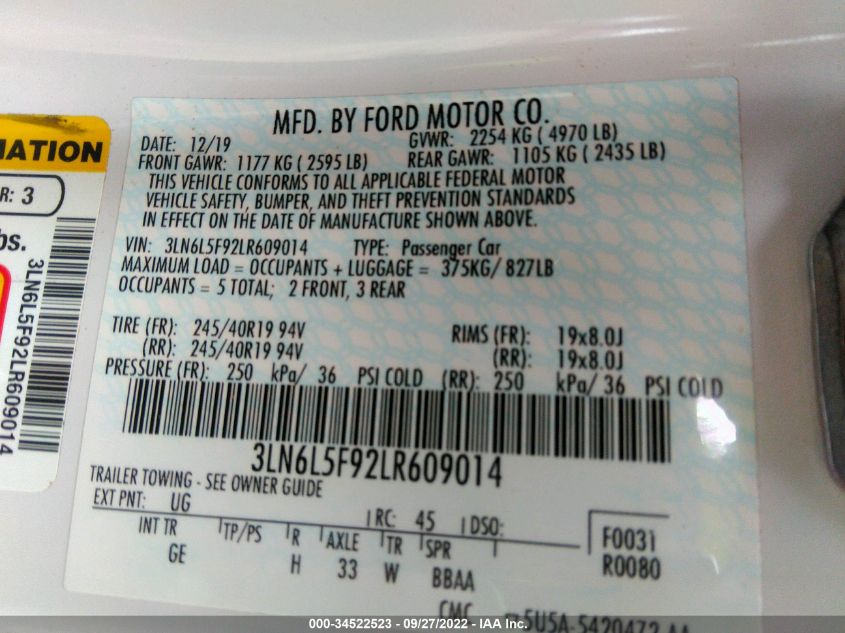 MFD. BY FORD MOTOR CO.
DATE: 12/19 GVWR: 2254 KG ( 4970 LB)
FRONT GAWR: 1177 KG ( 2595 LB) REAR GAWR: 1105 KG ( 2435 LB)
THIS VEHICLE CONFORMS TO ALL APPLICABLE FEDERAL MOTOR
VEHICLE SAFETY, BUMPER, AND THEFT PREVENTION STANDARDS
IN EFFECT ON THE DATE OF MANUFACTURE SHOWN ABOVE.
VIN: 3LN6L5F92LR609014 TYPE: Passenger Car
MAXIMUM LOAD = OCCUPANTS + LUGGAGE = 375KG/ 827LB
OCCUPANTS = 5 TOTAL; 2 FRONT, 3 REAR
TIRE (FR): 245/40R19 94V RIMS (FR): 19x8.0J
(RR): 245/40R19 94V (RR): 19x8.0J
PRESSURE (FR): 250 kPa/ 36 PSI COLD (RR): 250 kPa/ 36 PSI COLD
3LN6L5F92LR609014
TRAILER TOWING - SEE OWNER GUIDE
EXT PNT: UG RC: 45 DSO:
INT TR TP/PS R AXLE TR SPR
GE H 33 W BBAA
F0031
R0080
CMC 5U5A-5420472
MATION
R: 3
bs.
3LN6L5F92LR609014
000-34522523 - 09/27/2022 - IAA Inc.